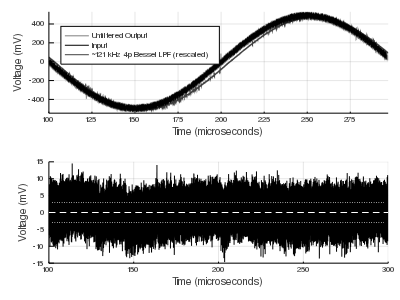 400
200
0
-200
-400
Voltage (mV)
Unfiltered Output
Input
~121 kHz 4p Bessel LPF (rescaled)
100 125 150 175 200 225 250 275
Time (microseconds)
15
10
5
0
-5
-10
-15
Voltage (mV)
100 150 200 250 300
Time (microseconds)